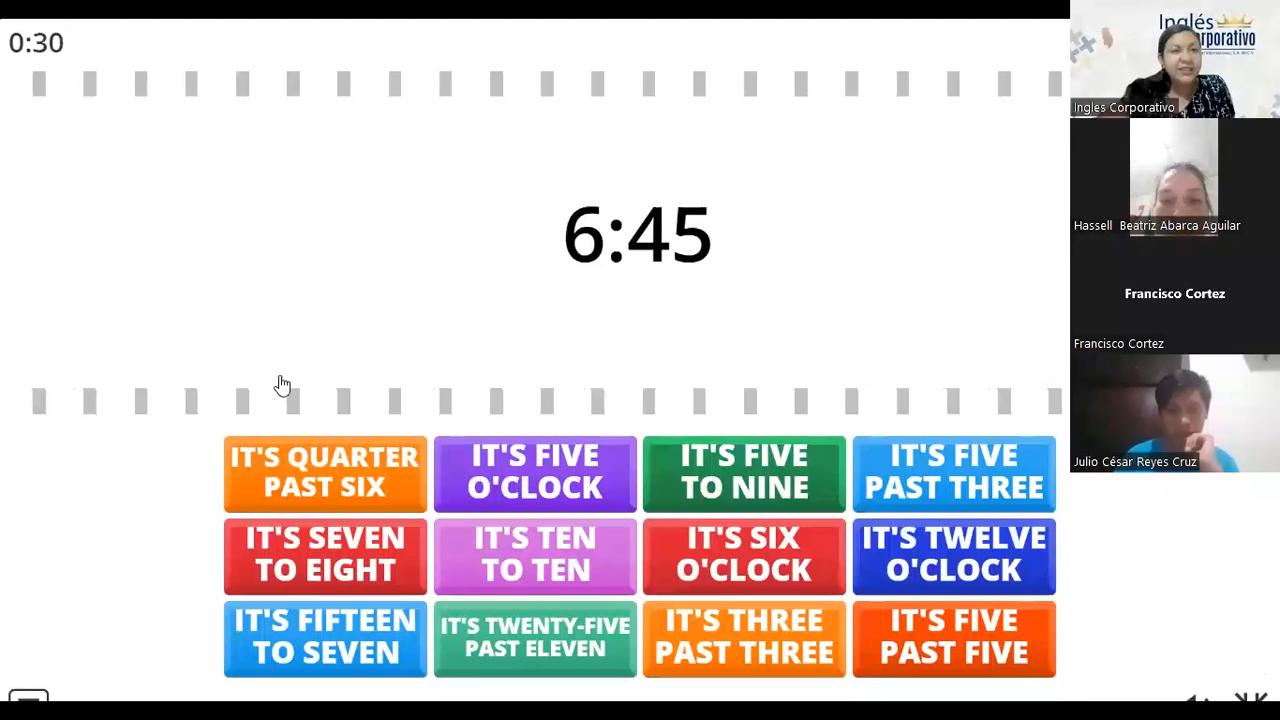 0:30
6:45
IT'S QUARTER
PAST SIX
IT'S FIVE
O'CLOCK
IT'S FIVE
TO NINE
IT'S FIVE
PAST THREE
IT'S SEVEN
TO EIGHT
IT'S TEN
TO TEN
IT'S SIX
O'CLOCK
IT'S TWELVE
O'CLOCK
IT'S FIFTEEN
TO SEVEN
IT'S TWENTY-FIVE
PAST ELEVEN
IT'S THREE
PAST THREE
IT'S FIVE
PAST FIVE
Inglés
Ingles Corporativo
Hassell Beatriz Abarca Aguilar
Francisco Cortez
Francisco Cortez
Julio César Reyes Cruz